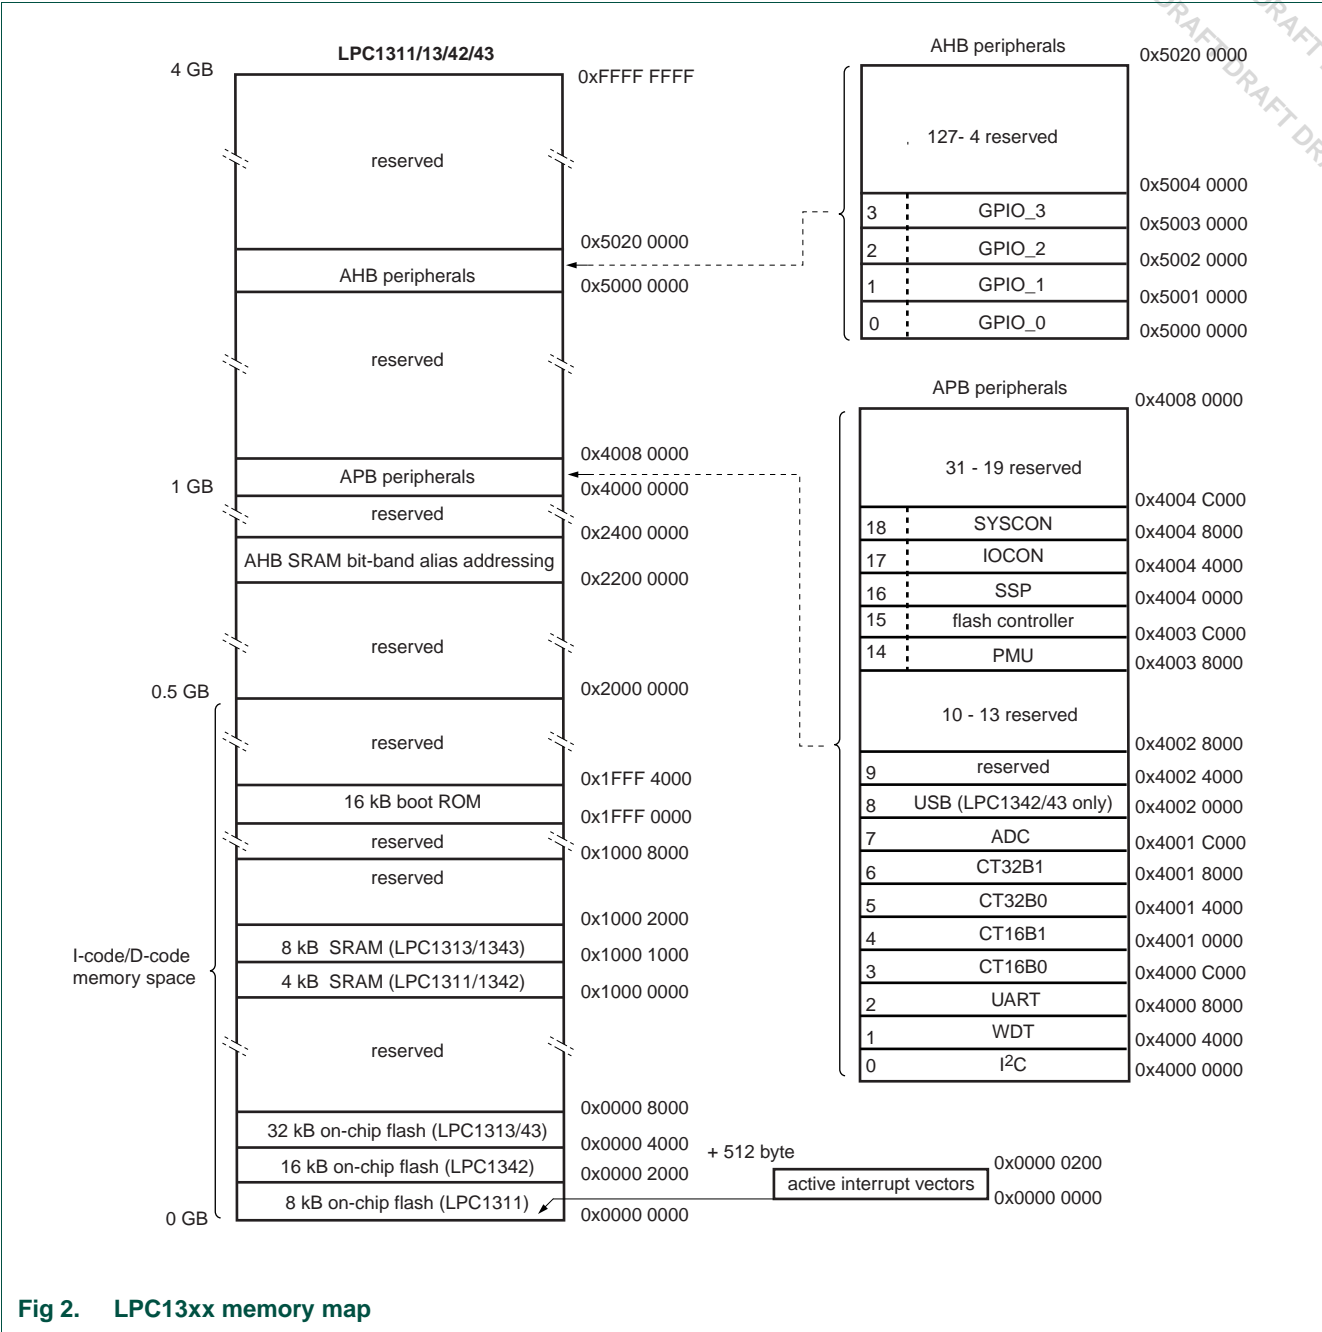 LPC1311/13/42/43
4 GB
0xFFFF FFFF
reserved
0x5020 0000
AHB peripherals
0x5000 0000
reserved
0x4008 0000
APB peripherals
1 GB
0x4000 0000
reserved
0x2400 0000
AHB SRAM bit-band alias addressing
0x2200 0000
reserved
0x2000 0000
0.5 GB
reserved
0x1FFF 4000
16 kB boot ROM
0x1FFF 0000
reserved
0x1000 8000
reserved
0x1000 2000
8 kB SRAM (LPC1313/1343)
0x1000 1000
I-code/D-code
memory space
4 kB SRAM (LPC1311/1342)
0x1000 0000
reserved
0x0000 8000
32 kB on-chip flash (LPC1313/43)
0x0000 4000
16 kB on-chip flash (LPC1342)
0x0000 2000
8 kB on-chip flash (LPC1311)
0x0000 0000
0 GB
+ 512 byte
active interrupt vectors
0x0000 0200
0x0000 0000
AHB peripherals
0x5020 0000
127- 4 reserved
0x5004 0000
3 GPIO_3
0x5003 0000
2 GPIO_2
0x5002 0000
1 GPIO_1
0x5001 0000
0 GPIO_0
0x5000 0000
APB peripherals
0x4008 0000
31 - 19 reserved
0x4004 C000
18 SYSCON
0x4004 8000
17 IOCON
0x4004 4000
16 SSP
0x4004 0000
15 flash controller
0x4003 C000
14 PMU
0x4003 8000
10 - 13 reserved
0x4002 8000
9 reserved
0x4002 4000
8 USB (LPC1342/43 only)
0x4002 0000
7 ADC
0x4001 C000
6 CT32B1
0x4001 8000
5 CT32B0
0x4001 4000
4 CT16B1
0x4001 0000
3 CT16B0
0x4000 C000
2 UART
0x4000 8000
1 WDT
0x4000 4000
0 I2C
0x4000 0000
DRAFT DRAFT
Fig 2. LPC13xx memory map